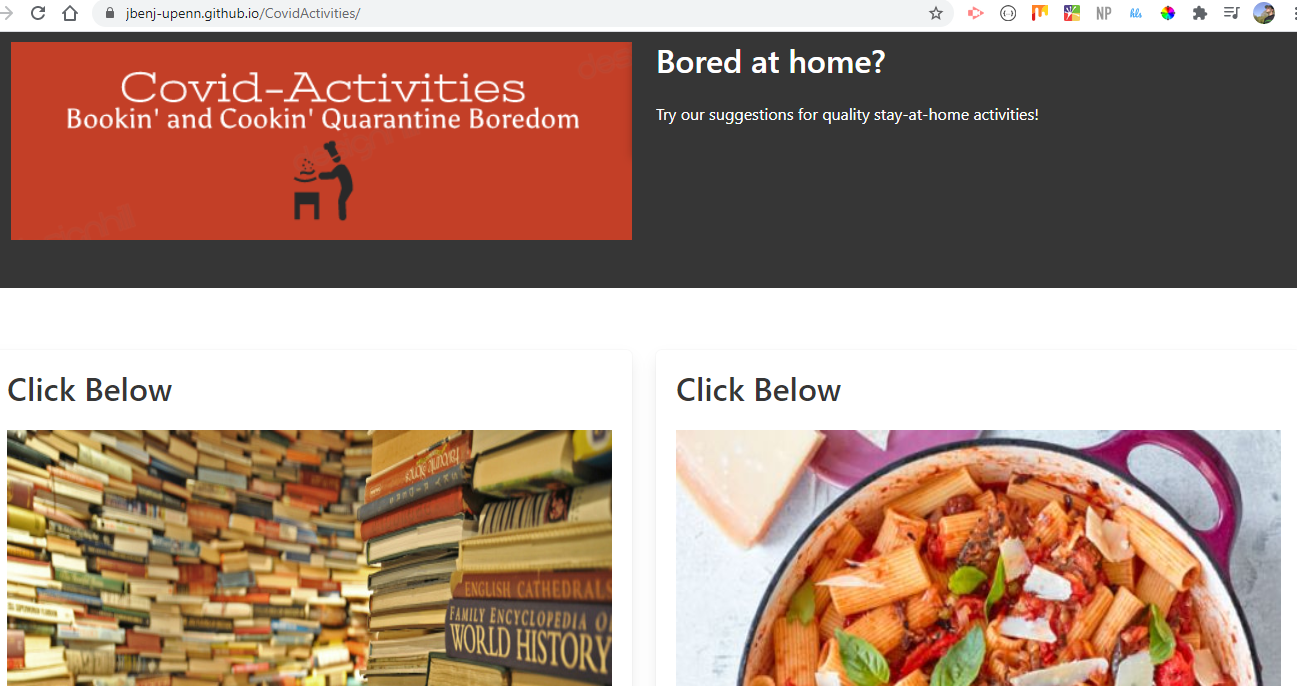 jbenj-upenn.github.io/CovidActivities/
NP
hls
Covid-Activities
Bookin' and Cookin' Quarantine Boredom
Bored at home?
Try our suggestions for quality stay-at-home activities!
Click Below
Click Below
ENGLISH CATHEDRALS
FAMILY ENCYCLOPEDIA OF
WORLD HISTORY